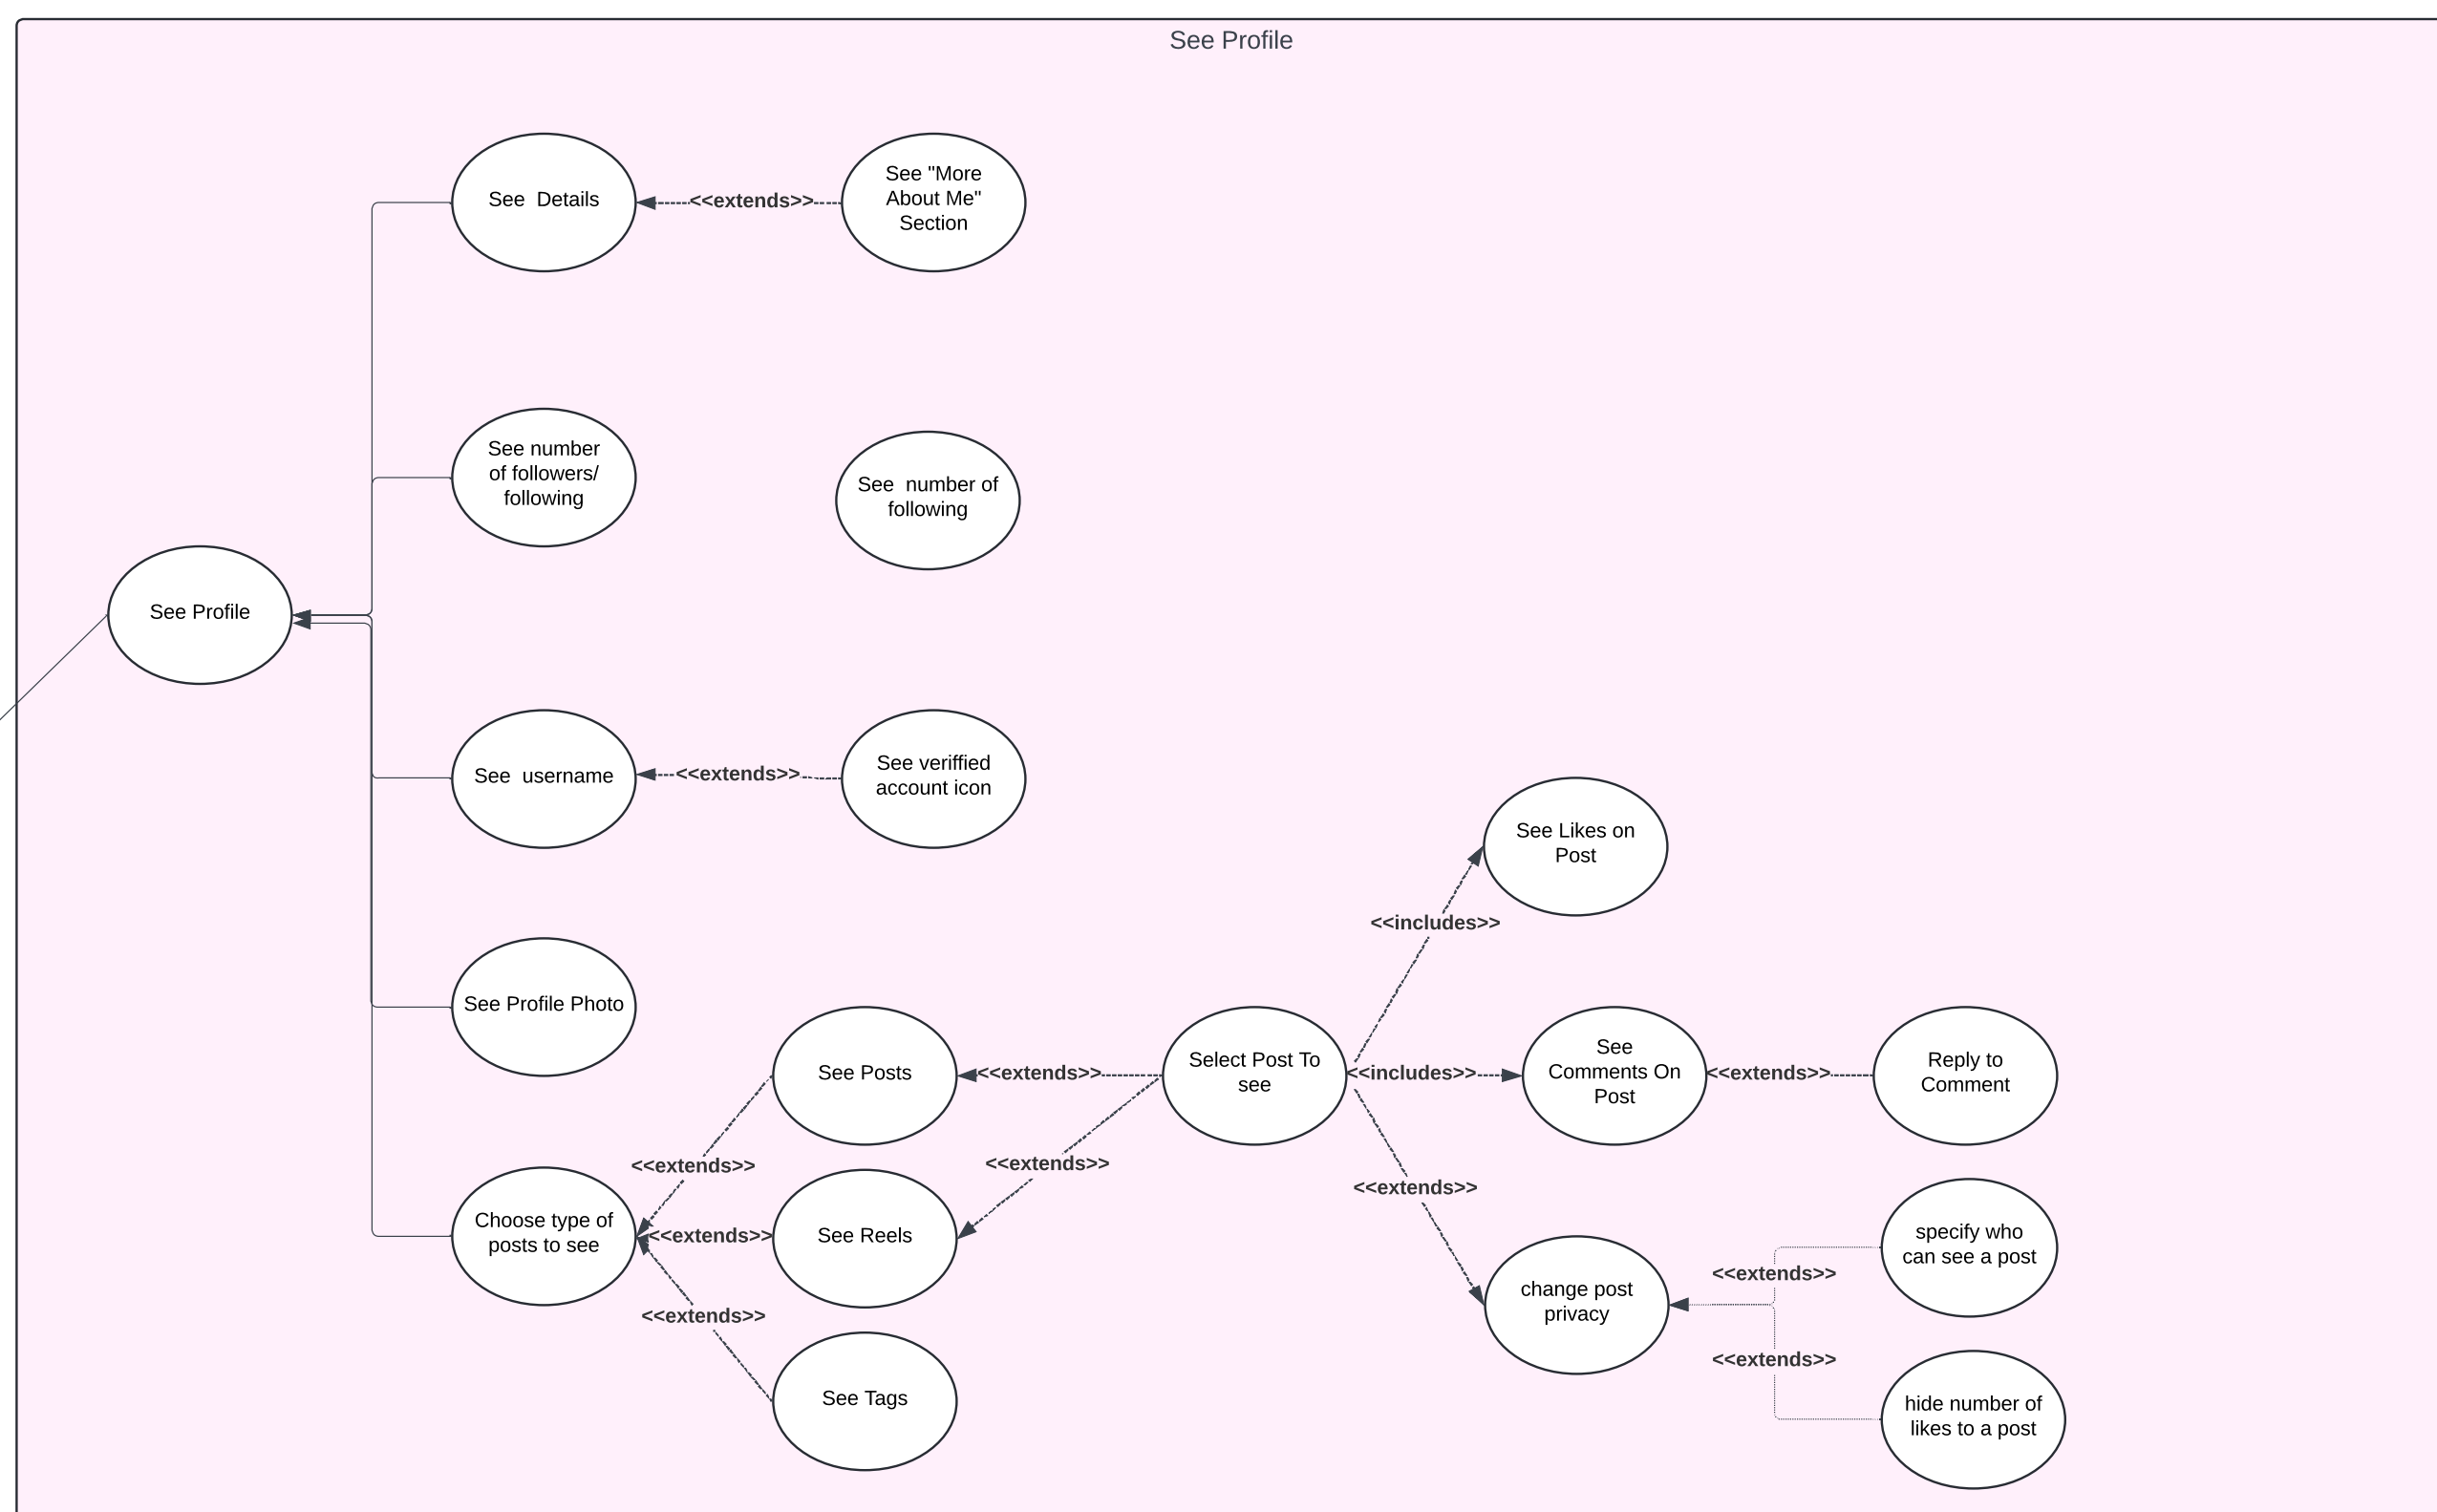 See Profile
See  Details
<<extends>>
See "More
About Me"
Section
See number
of followers/
following
See  number of
following
See Profile
See  username
<<extends>>
See veriffied
account icon
See Likes on
Post
<<includes>>
See Profile Photo
See Posts
<<extends>>
Select Post To
see
<<includes>>
See
Comments On
Post
<<extends>>
Reply to
Comment
<<extends>>
<<extends>>
<<extends>>
Choose type of
posts to see
<<extends>>
See Reels
specify who
can see a post
<<extends>>
change post
privacy
<<extends>>
<<extends>>
See Tags
hide number of
likes to a post